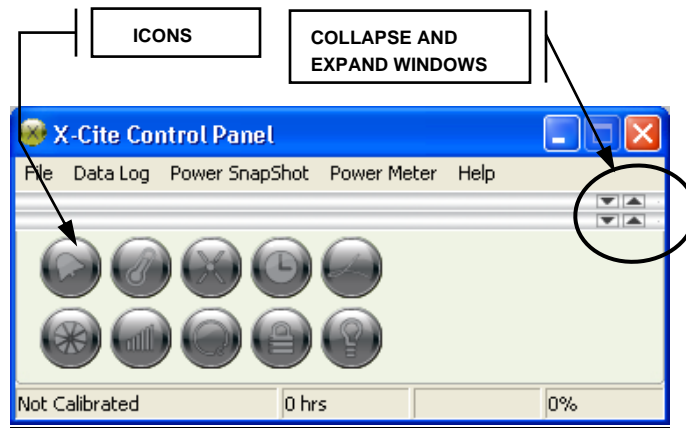 ICONS
COLLAPSE AND
EXPAND WINDOWS
X-Cite Control Panel
File Data Log Power SnapShot Power Meter Help
Not Calibrated 0 hrs 0%